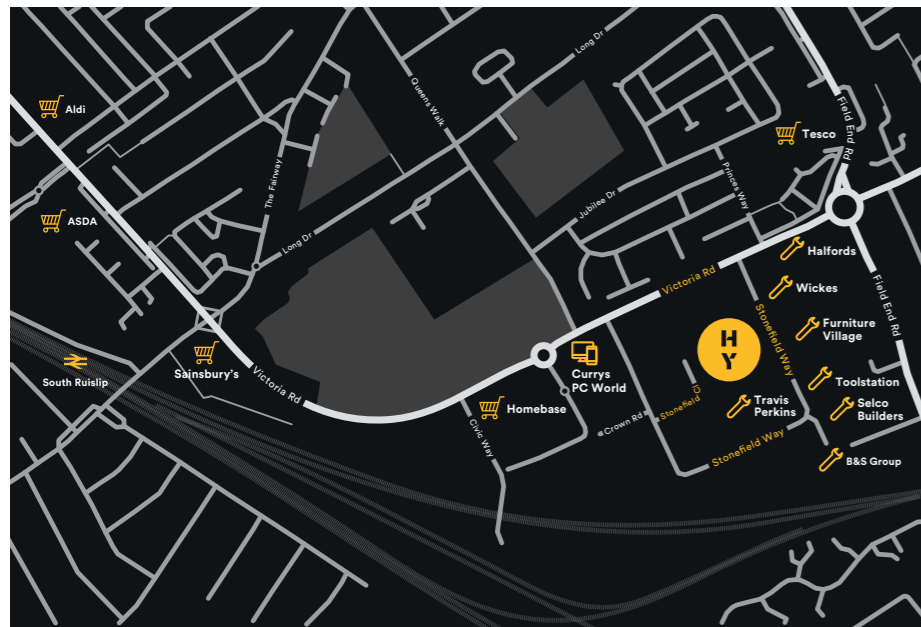 Long Dr
Queens Walk
Field End Rd
Aldi
Tesco
The Fairway
Princes Way
Jubilee Dr
ASDA
Long Dr
Halfords
Victoria Rd
Wickes
Field End Rd
Stonefield Way
Furniture
Village
H
Y
South Ruislip
Sainsbury's
Currys
PC World
Victoria Rd
Toolstation
Stonefield Cl
Travis
Perkins
Selco
Builders
Homebase
Crown Rd
Civic Way
Stonefield Way
B&S Group